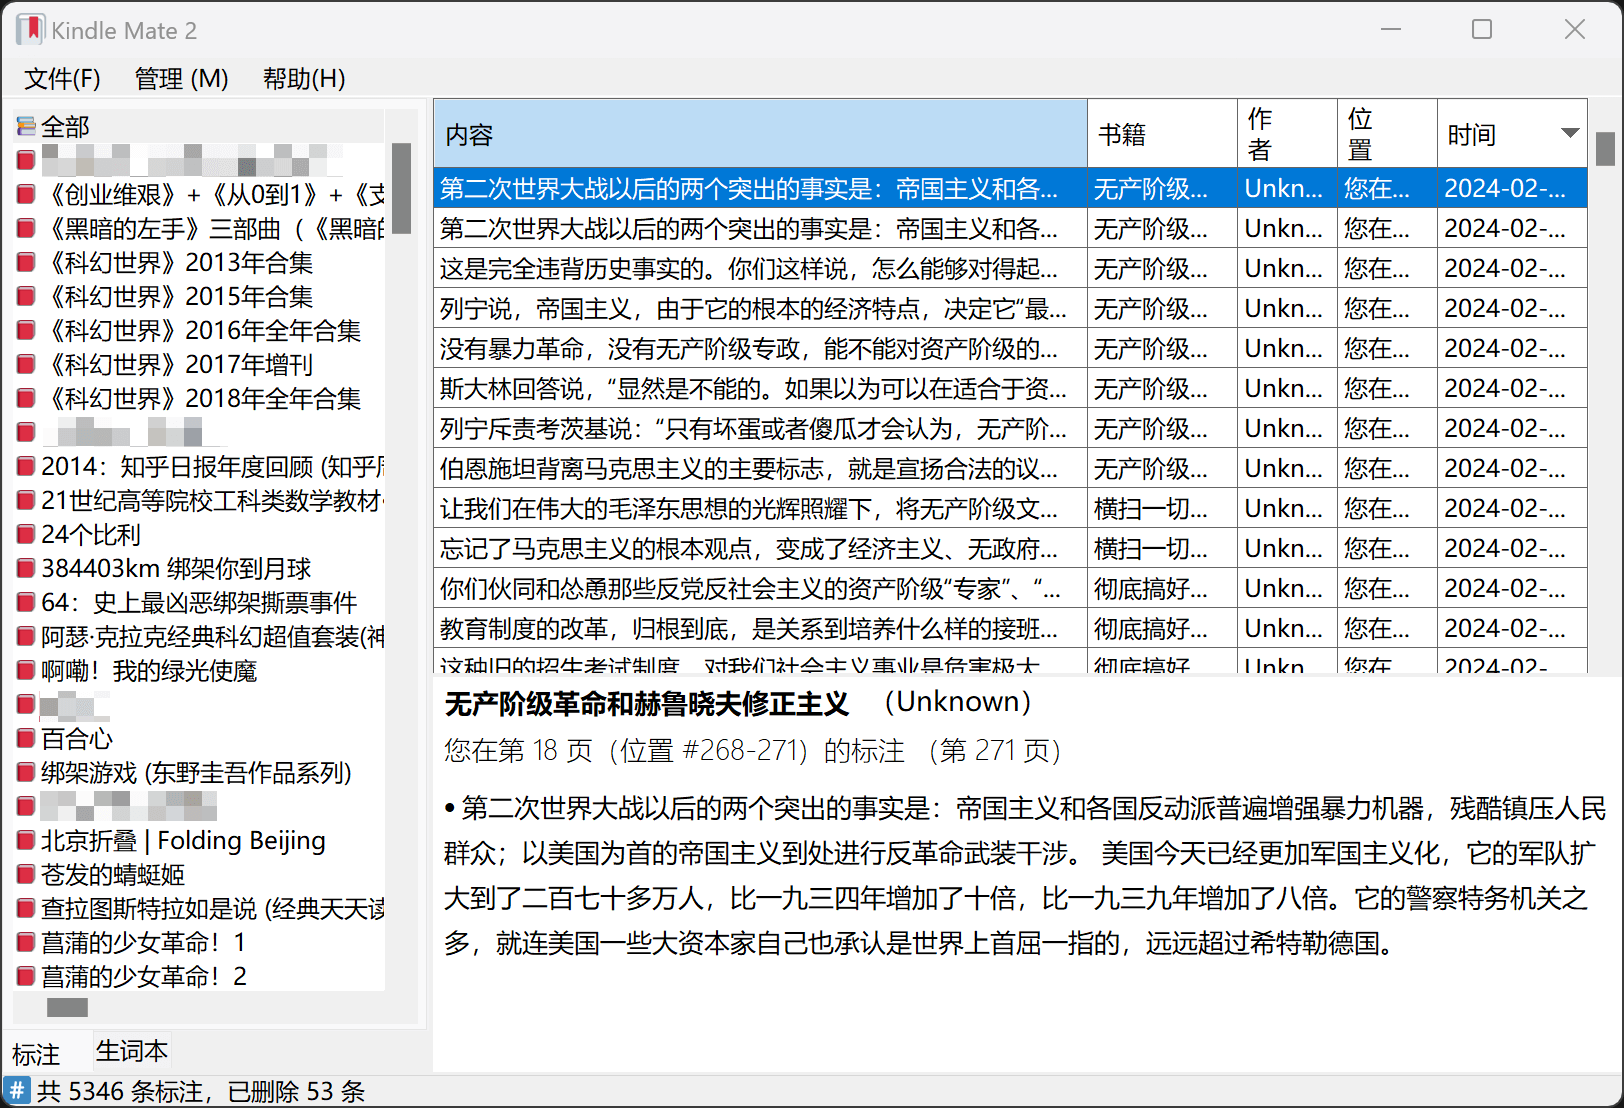 Kindle Mate 2
文件(F) 管理 (M) 帮助(H)
全部
《创业维艰》+《从0到1》+《支
《黑暗的左手》三部曲（《黑暗的
《科幻世界》2013年合集
《科幻世界》2015年合集
《科幻世界》2016年全年合集
《科幻世界》2017年增刊
《科幻世界》2018年全年合集
2014：知乎日报年度回顾 (知乎周
21世纪高等院校工科类数学教材·
24个比利
384403km 绑架你到月球
64：史上最凶恶绑架撕票事件
阿瑟·克拉克经典科幻超值套装(神
啊嘞！我的绿光使魔
百合心
绑架游戏 (东野圭吾作品系列)
北京折叠 | Folding Beijing
苍发的蜻蜓姬
查拉图斯特拉如是说 (经典天天读
菖蒲的少女革命！1
菖蒲的少女革命！2
标注 生词本
内容 书籍 作者 位置 时间
第二次世界大战以后的两个突出的事实是：帝国主义和各... 无产阶级... Unkn... 您在... 2024-02-...
第二次世界大战以后的两个突出的事实是：帝国主义和各... 无产阶级... Unkn... 您在... 2024-02-...
这是完全违背历史事实的。你们这样说，怎么能够对得起... 无产阶级... Unkn... 您在... 2024-02-...
列宁说，帝国主义，由于它的根本的经济特点，决定它“最... 无产阶级... Unkn... 您在... 2024-02-...
没有暴力革命，没有无产阶级专政，能不能对资产阶级的... 无产阶级... Unkn... 您在... 2024-02-...
斯大林回答说，“显然是不能的。如果以为可以在适合于资... 无产阶级... Unkn... 您在... 2024-02-...
列宁斥责考茨基说：“只有坏蛋或者傻瓜才会认为，无产阶... 无产阶级... Unkn... 您在... 2024-02-...
伯恩施坦背离马克思主义的主要标志，就是宣扬合法的议... 无产阶级... Unkn... 您在... 2024-02-...
让我们在伟大的毛泽东思想的光辉照耀下，将无产阶级文... 横扫一切... Unkn... 您在... 2024-02-...
忘记了马克思主义的根本观点，变成了经济主义、无政府... 横扫一切... Unkn... 您在... 2024-02-...
你们伙同和怂恿那些反党反社会主义的资产阶级“专家”、“... 彻底搞好... Unkn... 您在... 2024-02-...
教育制度的改革，归根到底，是关系到培养什么样的接班... 彻底搞好... Unkn... 您在... 2024-02-...
这种旧的招生考试制度，对我们社会主义事业是危害极大... 彻底搞好... Unkn... 您在... 2024-02-...
无产阶级革命和赫鲁晓夫修正主义 （Unknown）
您在第 18 页（位置 #268-271）的标注 （第 271 页）
• 第二次世界大战以后的两个突出的事实是：帝国主义和各国反动派普遍增强暴力机器，残酷镇压人民
群众；以美国为首的帝国主义到处进行反革命武装干涉。 美国今天已经更加军国主义化，它的军队扩
大到了二百七十多万人，比一九三四年增加了十倍，比一九三九年增加了八倍。它的警察特务机关之
多，就连美国一些大资本家自己也承认是世界上首屈一指的，远远超过希特勒德国。
# 共 5346 条标注，已删除 53 条